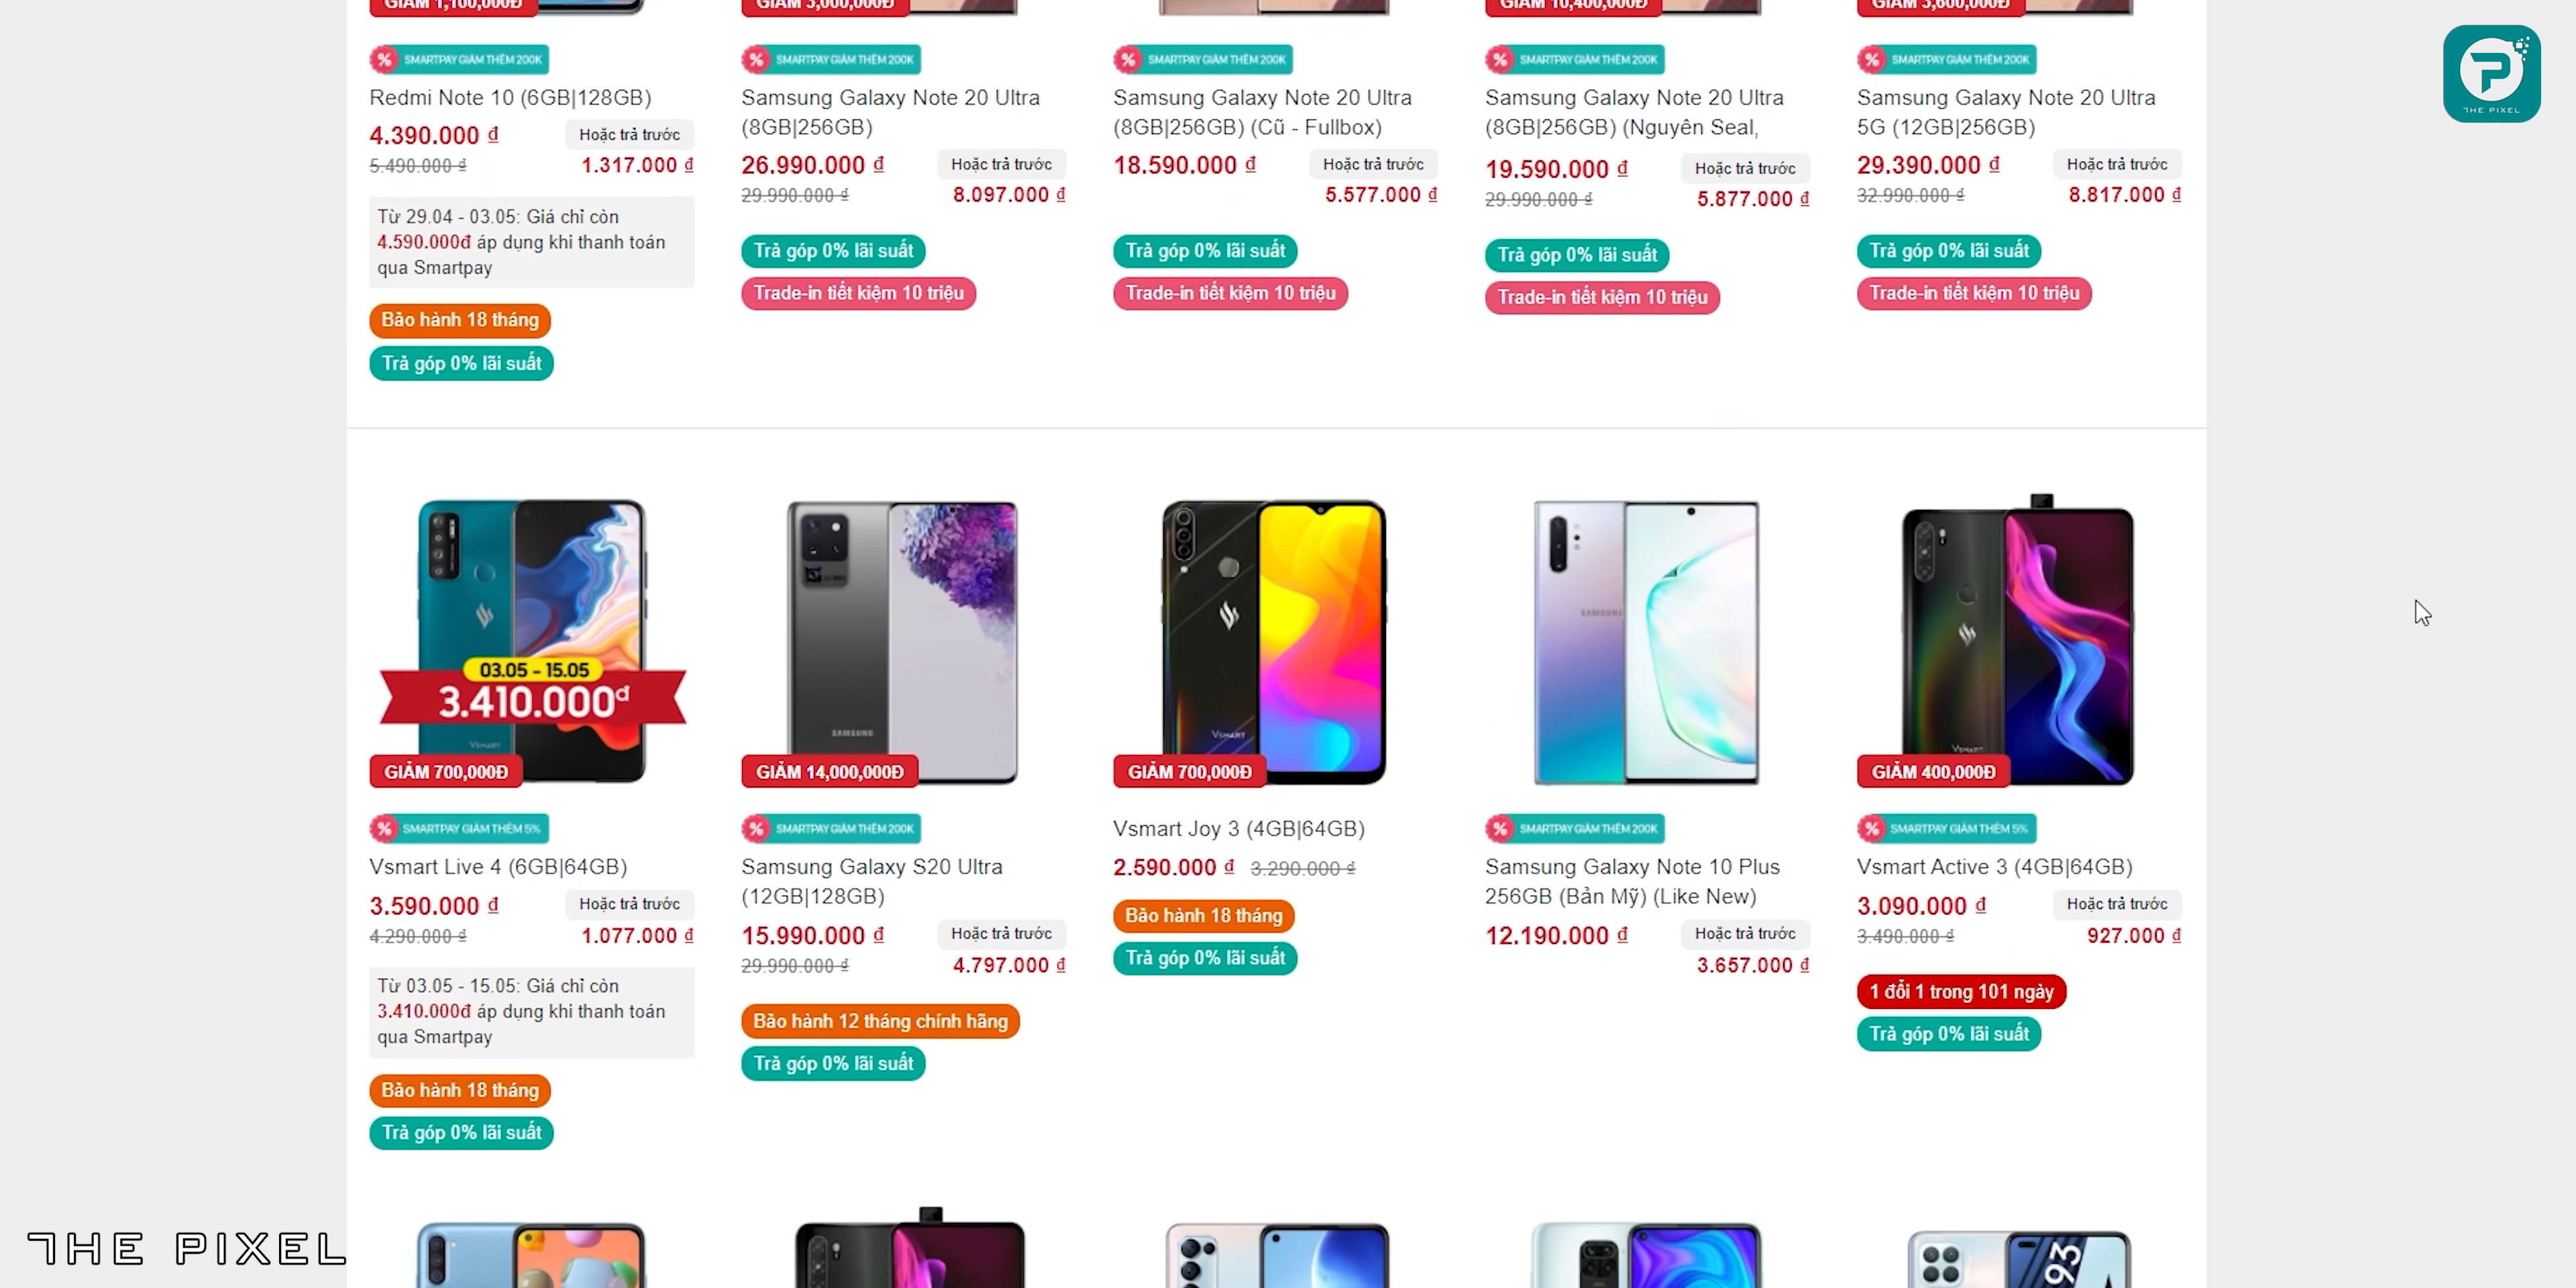 GIẢM 1,100,000Đ
GIẢM 3,000,000Đ
GIẢM 10,400,000Đ
GIẢM 3,600,000Đ
THE PIXEL
% SMARTPAY GIẢM THÊM 200K
Redmi Note 10 (6GB|128GB)
4.390.000 ₫
Hoặc trả trước
5.490.000 ₫
1.317.000 ₫
Từ 29.04 - 03.05: Giá chỉ còn
4.590.000đ áp dụng khi thanh toán
qua Smartpay
Bảo hành 18 tháng
Trả góp 0% lãi suất
% SMARTPAY GIẢM THÊM 200K
Samsung Galaxy Note 20 Ultra
(8GB|256GB)
26.990.000 ₫
Hoặc trả trước
29.990.000 ₫
8.097.000 ₫
Trả góp 0% lãi suất
Trade-in tiết kiệm 10 triệu
% SMARTPAY GIẢM THÊM 200K
Samsung Galaxy Note 20 Ultra
(8GB|256GB) (Cũ - Fullbox)
18.590.000 ₫
Hoặc trả trước
5.577.000 ₫
Trả góp 0% lãi suất
Trade-in tiết kiệm 10 triệu
% SMARTPAY GIẢM THÊM 200K
Samsung Galaxy Note 20 Ultra
(8GB|256GB) (Nguyên Seal,
19.590.000 ₫
Hoặc trả trước
29.990.000 ₫
5.877.000 ₫
Trả góp 0% lãi suất
Trade-in tiết kiệm 10 triệu
% SMARTPAY GIẢM THÊM 200K
Samsung Galaxy Note 20 Ultra
5G (12GB|256GB)
29.390.000 ₫
Hoặc trả trước
32.990.000 ₫
8.817.000 ₫
Trả góp 0% lãi suất
Trade-in tiết kiệm 10 triệu
03.05 - 15.05
3.410.000đ
VSMART
GIẢM 700,000Đ
% SMARTPAY GIẢM THÊM 5%
Vsmart Live 4 (6GB|64GB)
3.590.000 ₫
Hoặc trả trước
4.290.000 ₫
1.077.000 ₫
Từ 03.05 - 15.05: Giá chỉ còn
3.410.000đ áp dụng khi thanh toán
qua Smartpay
Bảo hành 18 tháng
Trả góp 0% lãi suất
SAMSUNG
GIẢM 14,000,000Đ
% SMARTPAY GIẢM THÊM 200K
Samsung Galaxy S20 Ultra
(12GB|128GB)
15.990.000 ₫
Hoặc trả trước
29.990.000 ₫
4.797.000 ₫
Bảo hành 12 tháng chính hãng
Trả góp 0% lãi suất
VSMART
GIẢM 700,000Đ
Vsmart Joy 3 (4GB|64GB)
2.590.000 ₫ 3.290.000 ₫
Bảo hành 18 tháng
Trả góp 0% lãi suất
SAMSUNG
% SMARTPAY GIẢM THÊM 200K
Samsung Galaxy Note 10 Plus
256GB (Bản Mỹ) (Like New)
12.190.000 ₫
Hoặc trả trước
3.657.000 ₫
VSMART
GIẢM 400,000Đ
% SMARTPAY GIẢM THÊM 5%
Vsmart Active 3 (4GB|64GB)
3.090.000 ₫
Hoặc trả trước
3.490.000 ₫
927.000 ₫
1 đổi 1 trong 101 ngày
Trả góp 0% lãi suất
THE PIXEL
93